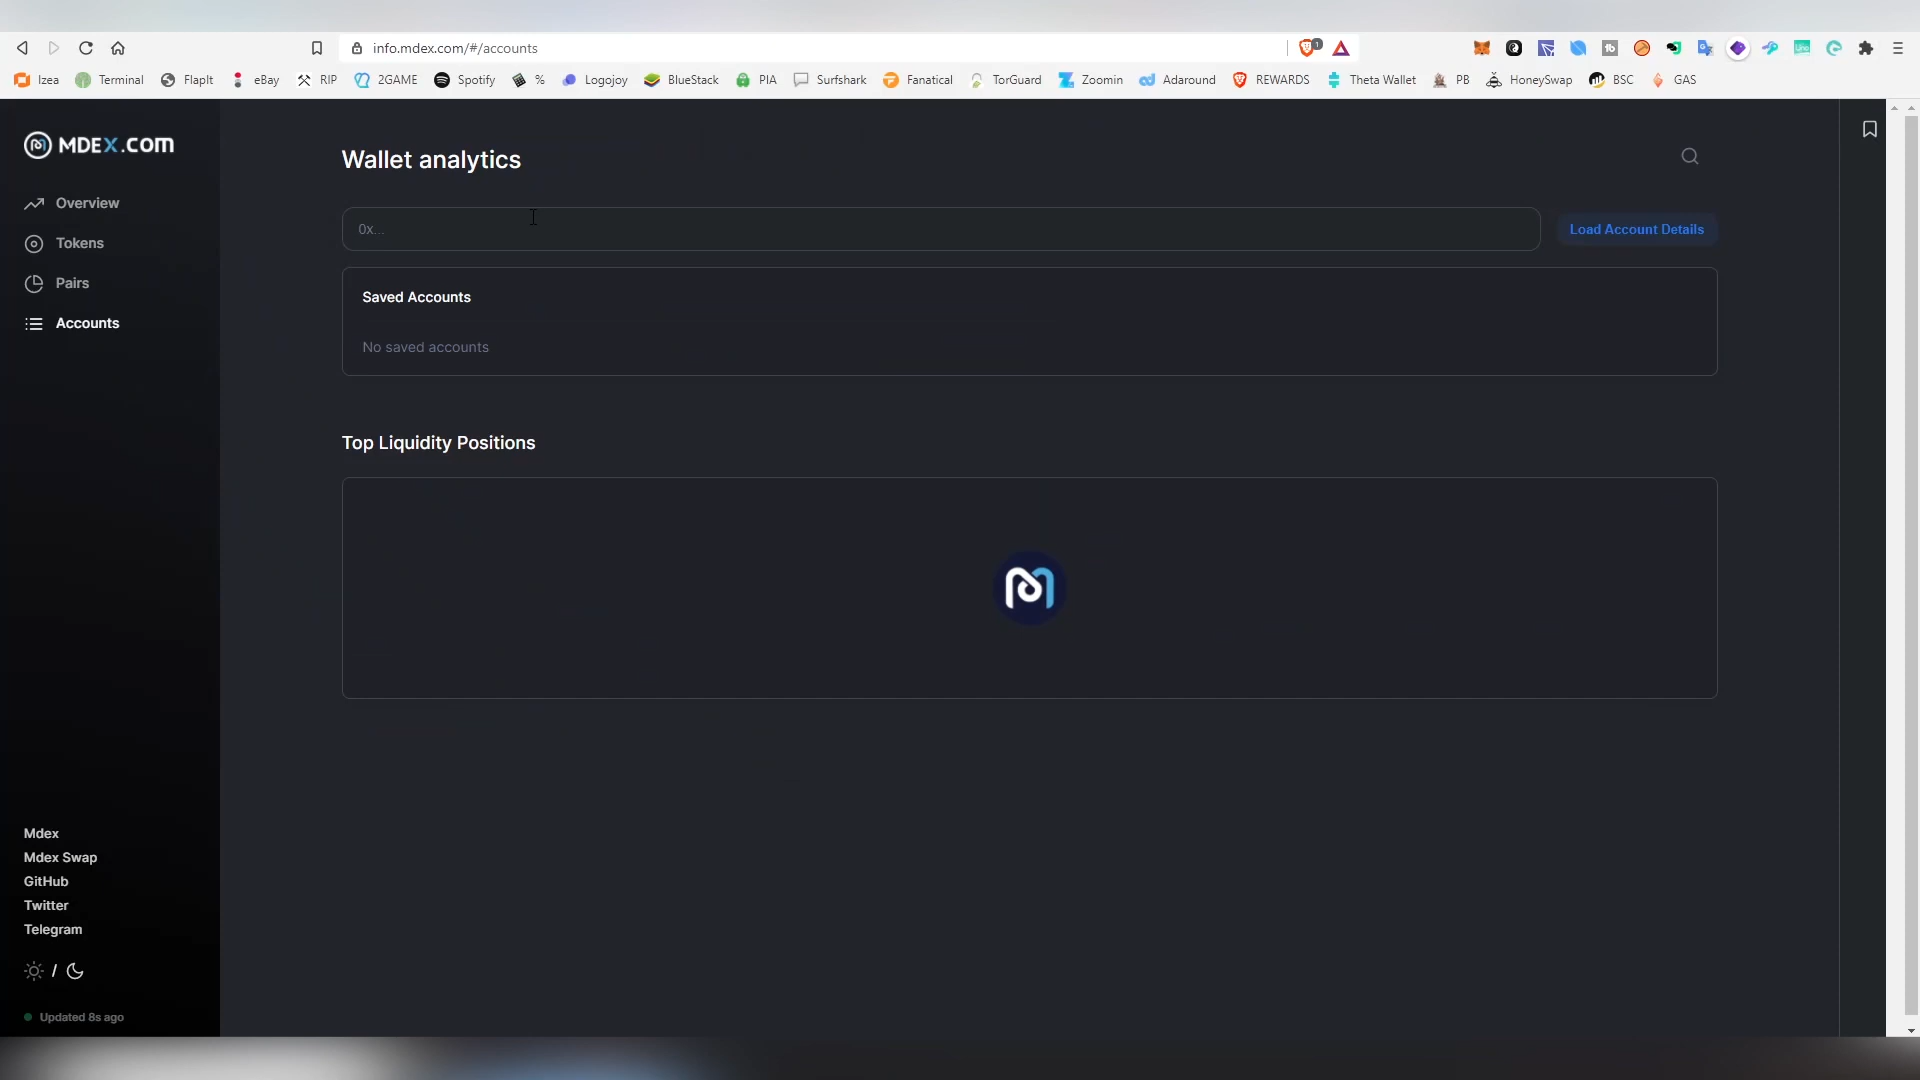 info.mdex.com/#/accounts
1
Izea Terminal FlapIt eBay RIP 2GAME Spotify % Logojoy BlueStack PIA Surfshark Fanatical TorGuard Zoomin Adaround REWARDS Theta Wallet PB HoneySwap BSC GAS
MDEX.COM
Overview
Tokens
Pairs
Accounts
Wallet analytics
0x...
Load Account Details
Saved Accounts
No saved accounts
Top Liquidity Positions
Mdex
Mdex Swap
GitHub
Twitter
Telegram
/
Updated 8s ago